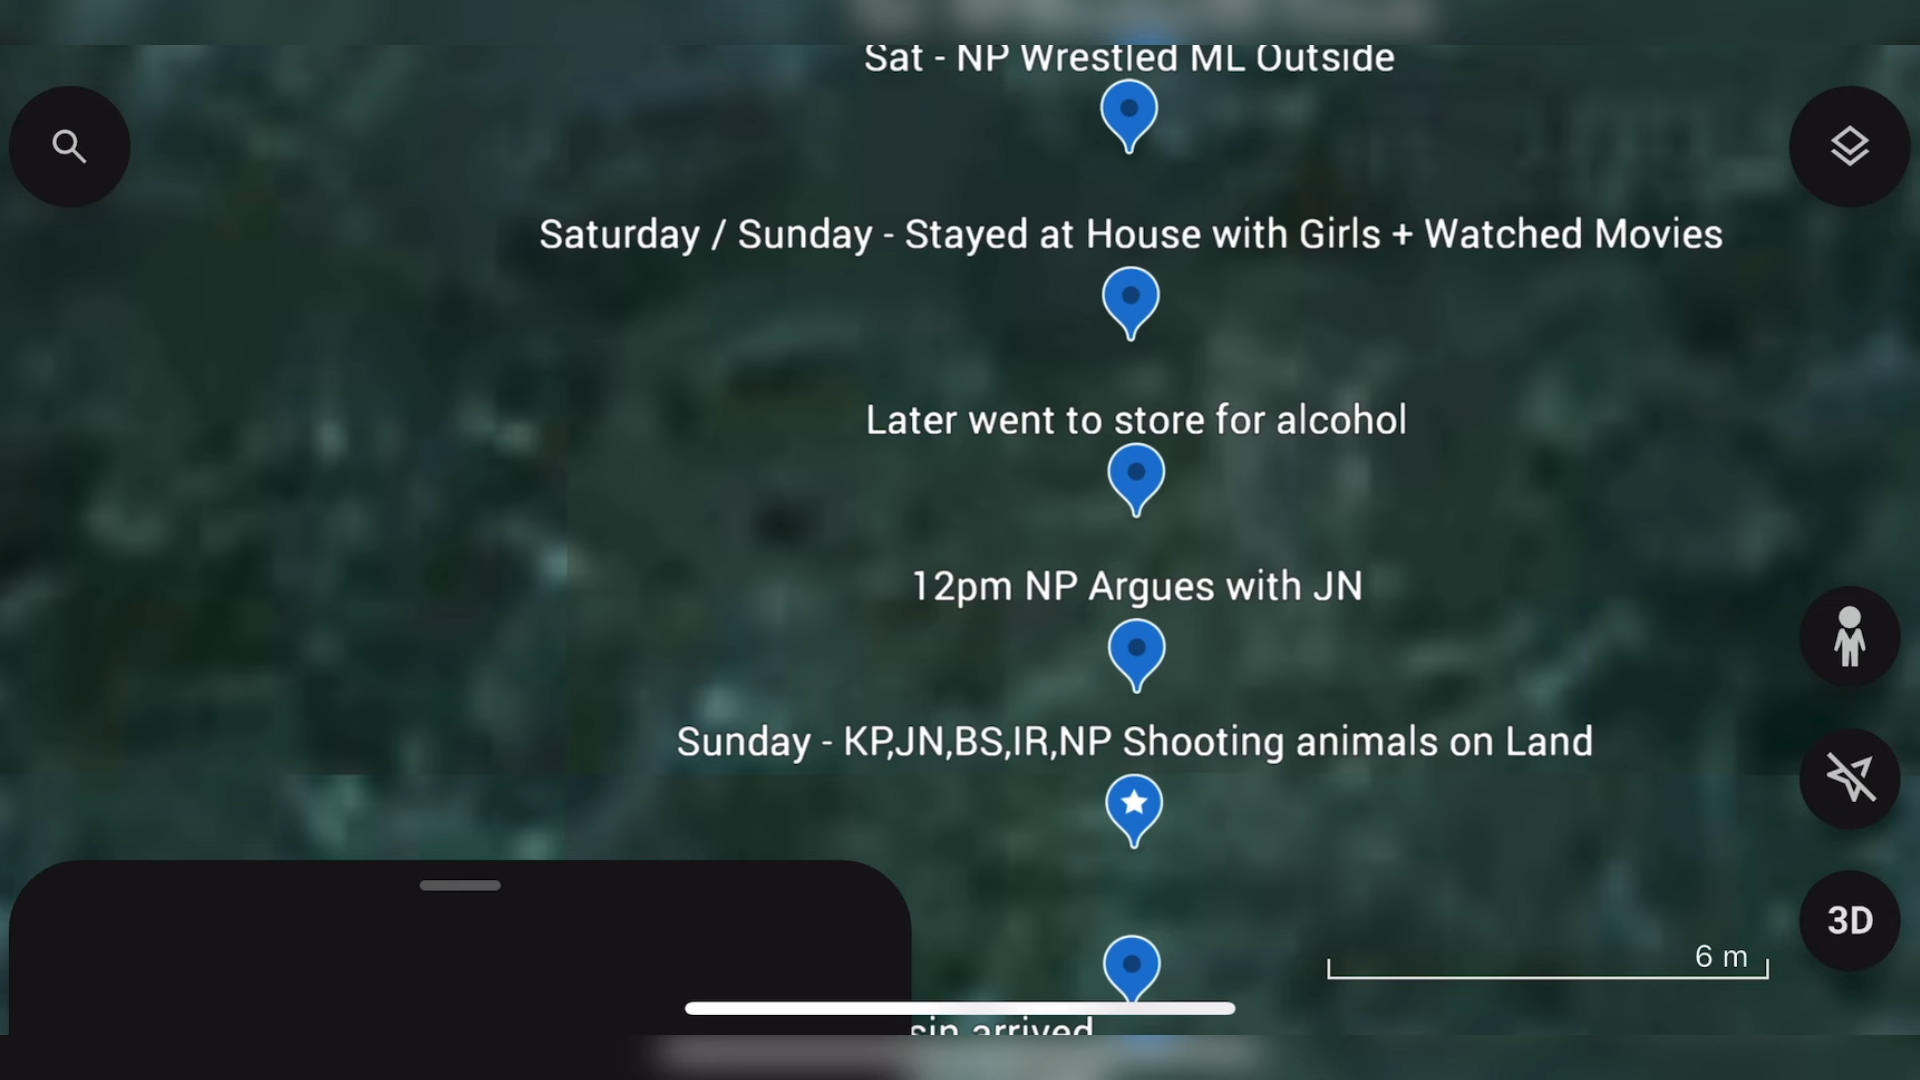 Sat - NP Wrestled ML Outside
Saturday / Sunday - Stayed at House with Girls + Watched Movies
Later went to store for alcohol
12pm NP Argues with JN
Sunday - KP,JN,BS,IR,NP Shooting animals on Land
3D
6 m
arrived